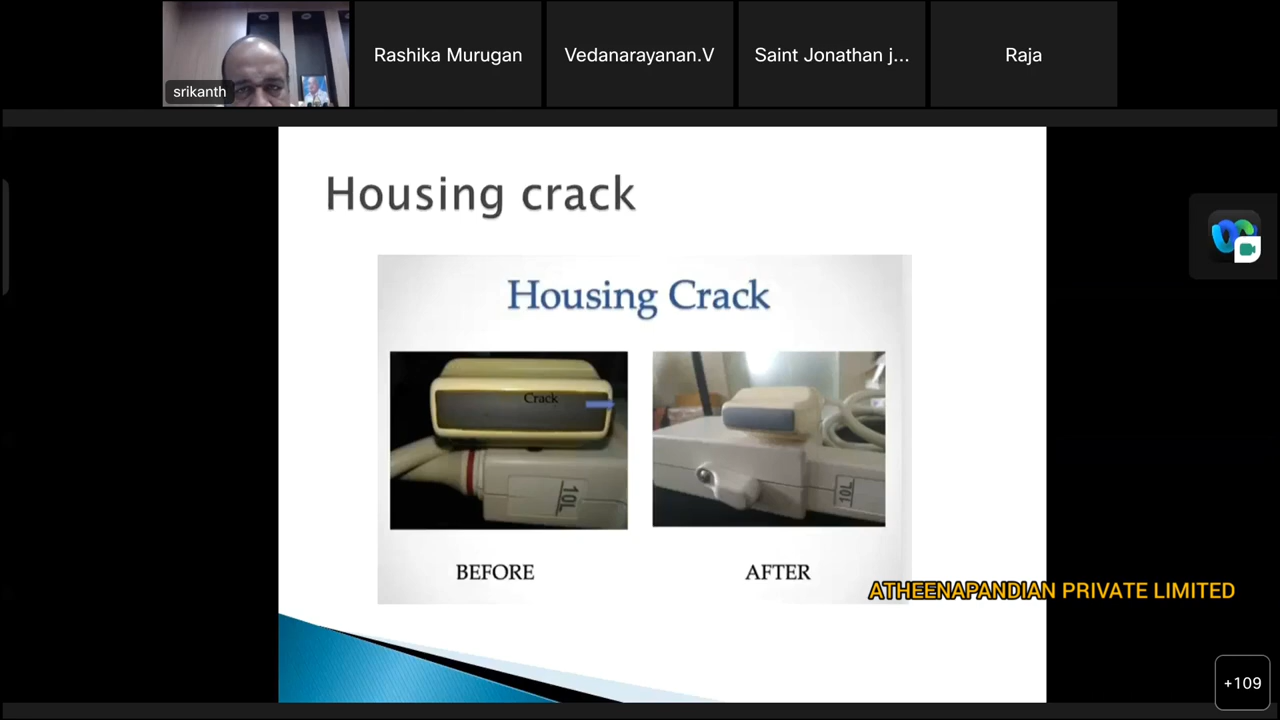 srikanth
Rashika Murugan
Vedanarayanan.V
Saint Jonathan j...
Raja
Housing crack
Housing Crack
Crack
10L
10L
BEFORE
AFTER
ATHEENAPANDIAN PRIVATE LIMITED
+109